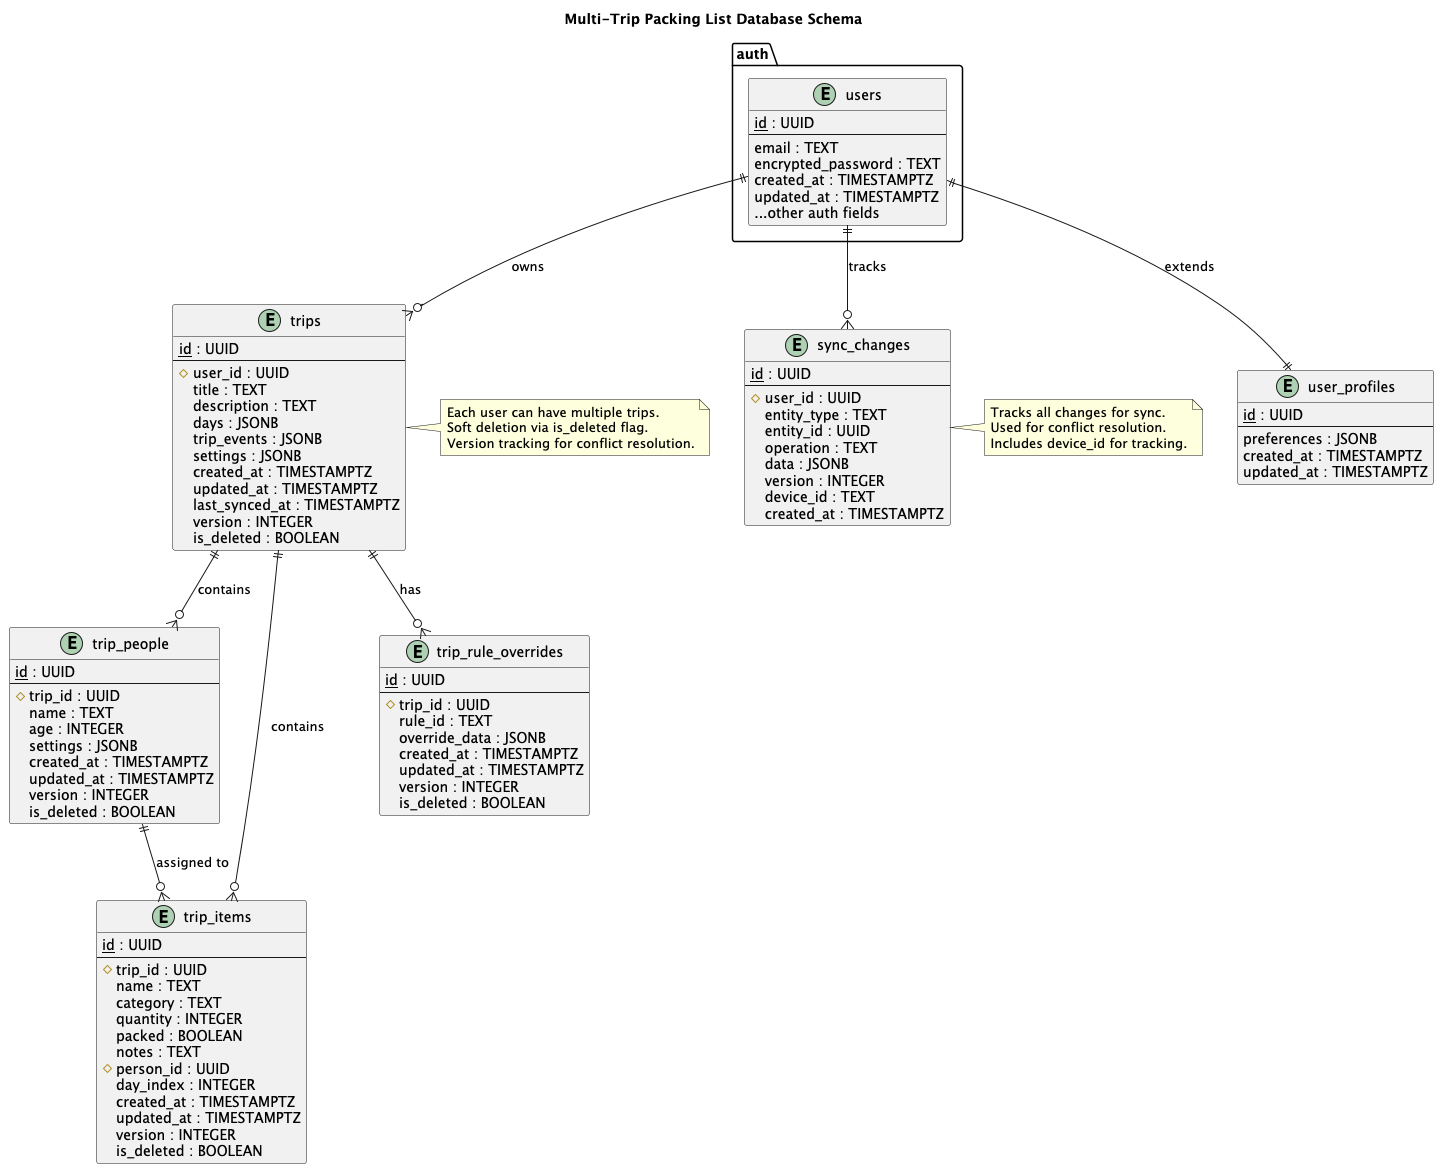 Multi-Trip Packing List Database Schema
auth
E users
id : UUID
email : TEXT
encrypted_password : TEXT
created_at : TIMESTAMPTZ
updated_at : TIMESTAMPTZ
...other auth fields
owns
tracks
extends
E trips
id : UUID
user_id : UUID
title : TEXT
description : TEXT
days : JSONB
trip_events : JSONB
settings : JSONB
created_at : TIMESTAMPTZ
updated_at : TIMESTAMPTZ
last_synced_at : TIMESTAMPTZ
version : INTEGER
is_deleted : BOOLEAN
Each user can have multiple trips.
Soft deletion via is_deleted flag.
Version tracking for conflict resolution.
E sync_changes
id : UUID
user_id : UUID
entity_type : TEXT
entity_id : UUID
operation : TEXT
data : JSONB
version : INTEGER
device_id : TEXT
created_at : TIMESTAMPTZ
Tracks all changes for sync.
Used for conflict resolution.
Includes device_id for tracking.
E user_profiles
id : UUID
preferences : JSONB
created_at : TIMESTAMPTZ
updated_at : TIMESTAMPTZ
contains
has
E trip_people
id : UUID
trip_id : UUID
name : TEXT
age : INTEGER
settings : JSONB
created_at : TIMESTAMPTZ
updated_at : TIMESTAMPTZ
version : INTEGER
is_deleted : BOOLEAN
contains
E trip_rule_overrides
id : UUID
trip_id : UUID
rule_id : TEXT
override_data : JSONB
created_at : TIMESTAMPTZ
updated_at : TIMESTAMPTZ
version : INTEGER
is_deleted : BOOLEAN
assigned to
E trip_items
id : UUID
trip_id : UUID
name : TEXT
category : TEXT
quantity : INTEGER
packed : BOOLEAN
notes : TEXT
person_id : UUID
day_index : INTEGER
created_at : TIMESTAMPTZ
updated_at : TIMESTAMPTZ
version : INTEGER
is_deleted : BOOLEAN